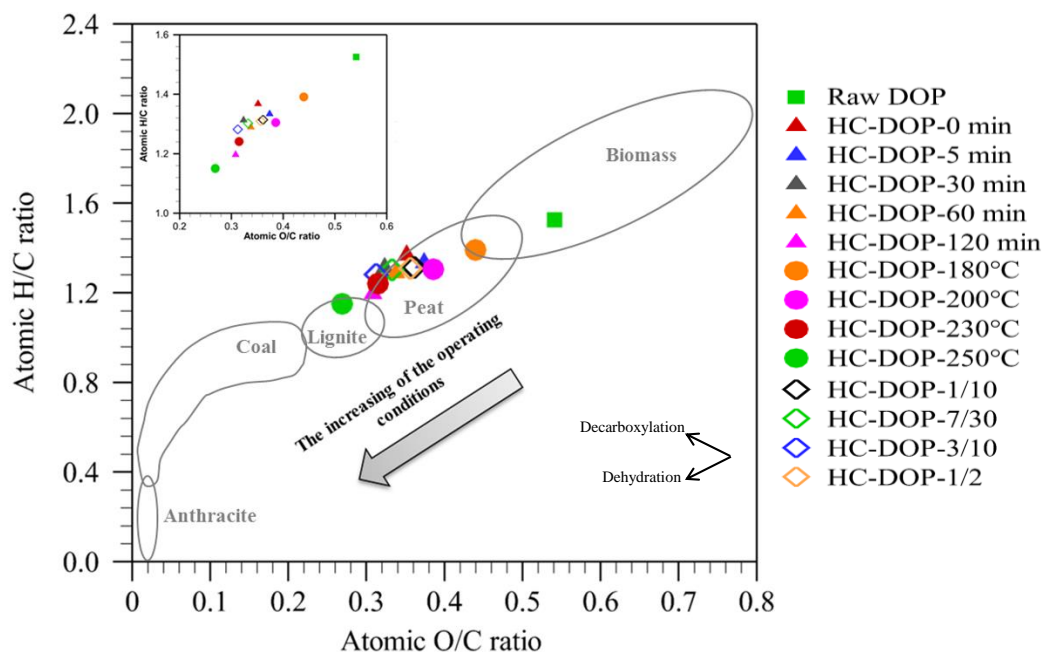 2.4
2.0
1.6
1.2
0.8
0.4
0.0
Atomic H/C ratio
0
0.1
0.2
0.3
0.4
0.5
0.6
0.7
0.8
Atomic O/C ratio
1.6
1.4
1.2
1.0
Atomic H/C ratio
0.2
0.3
0.4
0.5
0.6
Atomic O/C ratio
Biomass
Peat
Lignite
Coal
Anthracite
The increasing of the operating
conditions
Decarboxylation
Dehydration
Raw DOP
HC-DOP-0 min
HC-DOP-5 min
HC-DOP-30 min
HC-DOP-60 min
HC-DOP-120 min
HC-DOP-180°C
HC-DOP-200°C
HC-DOP-230°C
HC-DOP-250°C
HC-DOP-1/10
HC-DOP-7/30
HC-DOP-3/10
HC-DOP-1/2